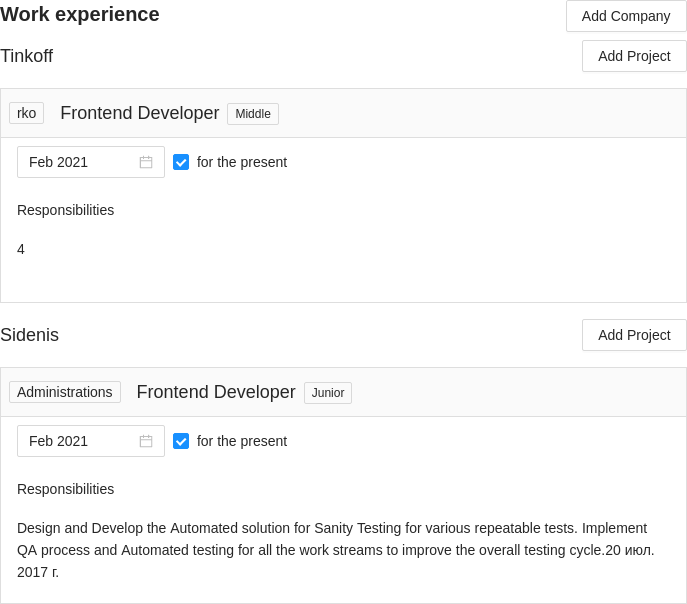 Work experience
Add Company
Tinkoff
Add Project
rko Frontend Developer Middle
Feb 2021 for the present
Responsibilities
4
Sidenis
Add Project
Administrations Frontend Developer Junior
Feb 2021 for the present
Responsibilities
Design and Develop the Automated solution for Sanity Testing for various repeatable tests. Implement
QA process and Automated testing for all the work streams to improve the overall testing cycle.20 июл.
2017 г.